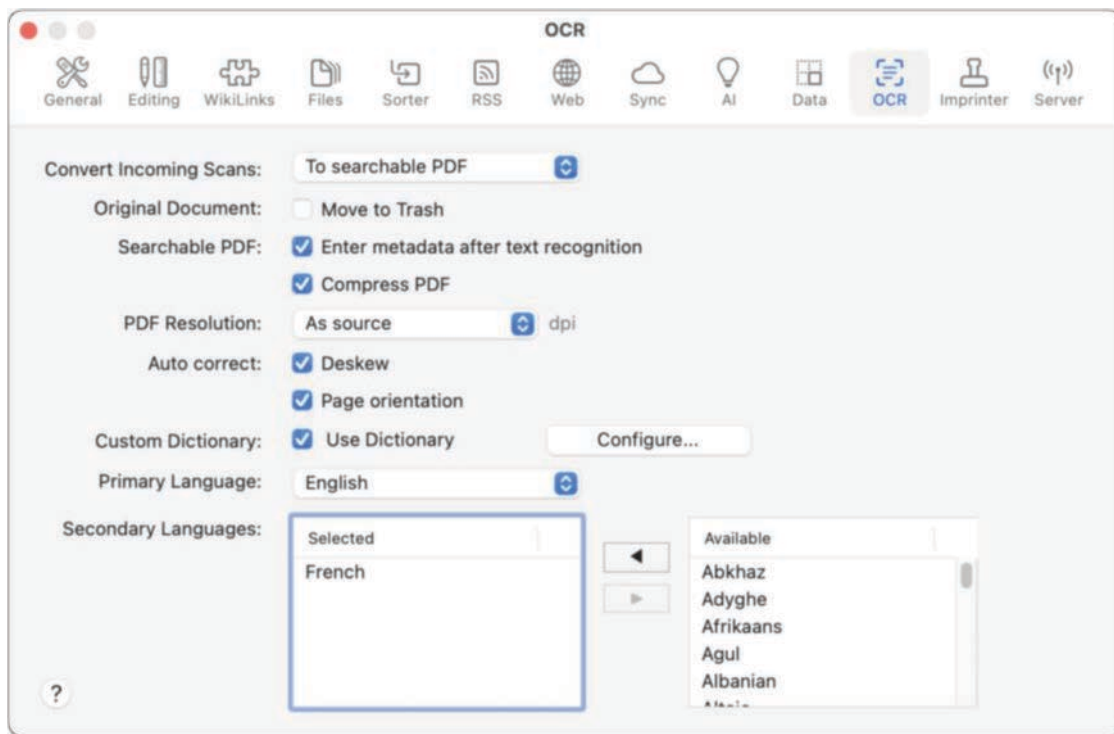 OCR
General Editing WikiLinks Files Sorter RSS Web Sync AI Data OCR Imprinter Server
Convert Incoming Scans: To searchable PDF
Original Document: Move to Trash
Searchable PDF: Enter metadata after text recognition
Compress PDF
PDF Resolution: As source dpi
Auto correct: Deskew
Page orientation
Custom Dictionary: Use Dictionary Configure...
Primary Language: English
Secondary Languages: Selected Available
French Abkhaz
Adyghe
Afrikaans
Agul
Albanian
?